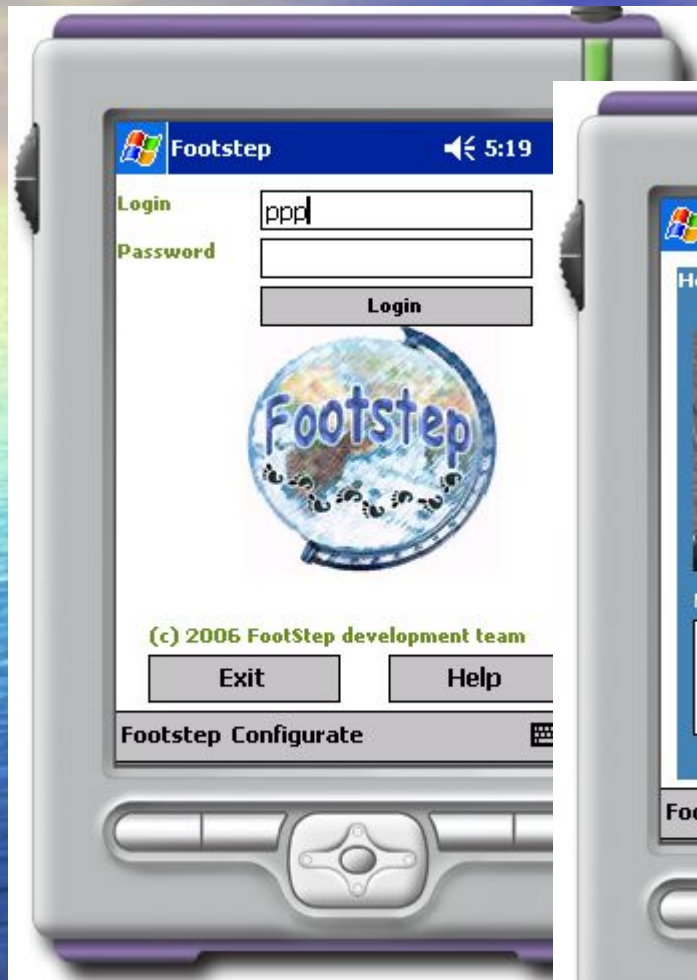 Footstep 5:19
Login ppp
Password
Login
Footstep
(c) 2006 FootStep development team
Exit Help
Footstep Configurate